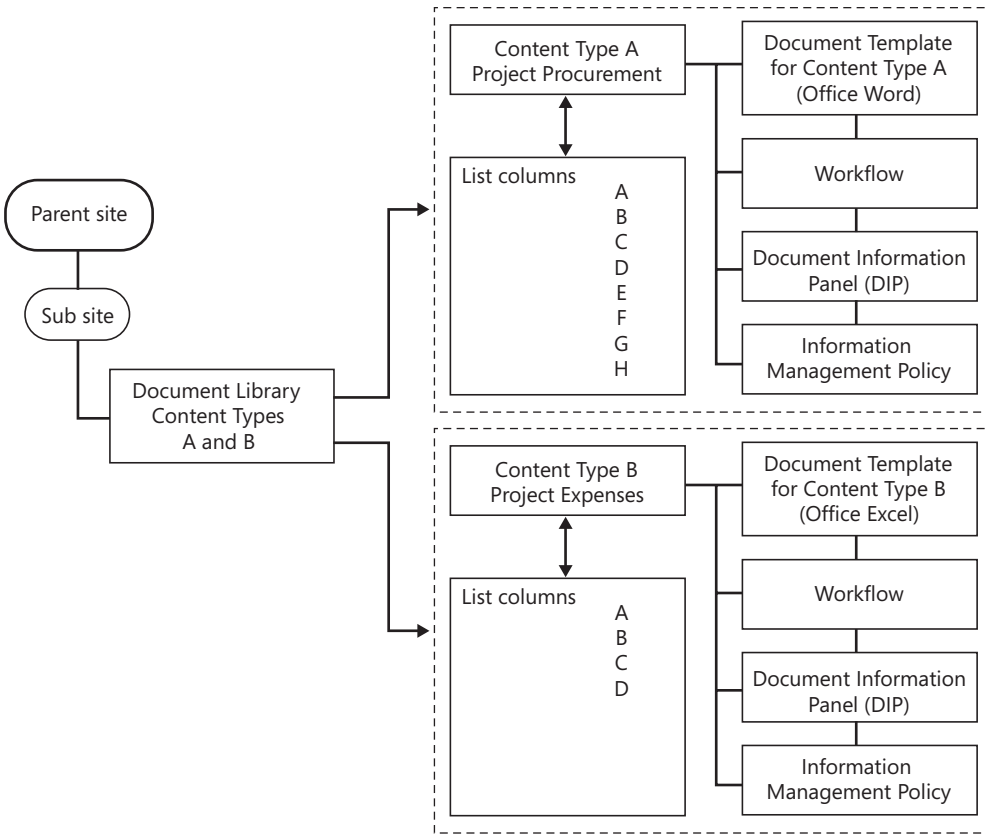 Parent site
Sub site
Document Library
Content Types
A and B
Content Type A
Project Procurement
List columns
A
B
C
D
E
F
G
H
Document Template
for Content Type A
(Office Word)
Workflow
Document Information
Panel (DIP)
Information
Management Policy
Content Type B
Project Expenses
List columns
A
B
C
D
Document Template
for Content Type B
(Office Excel)
Workflow
Document Information
Panel (DIP)
Information
Management Policy